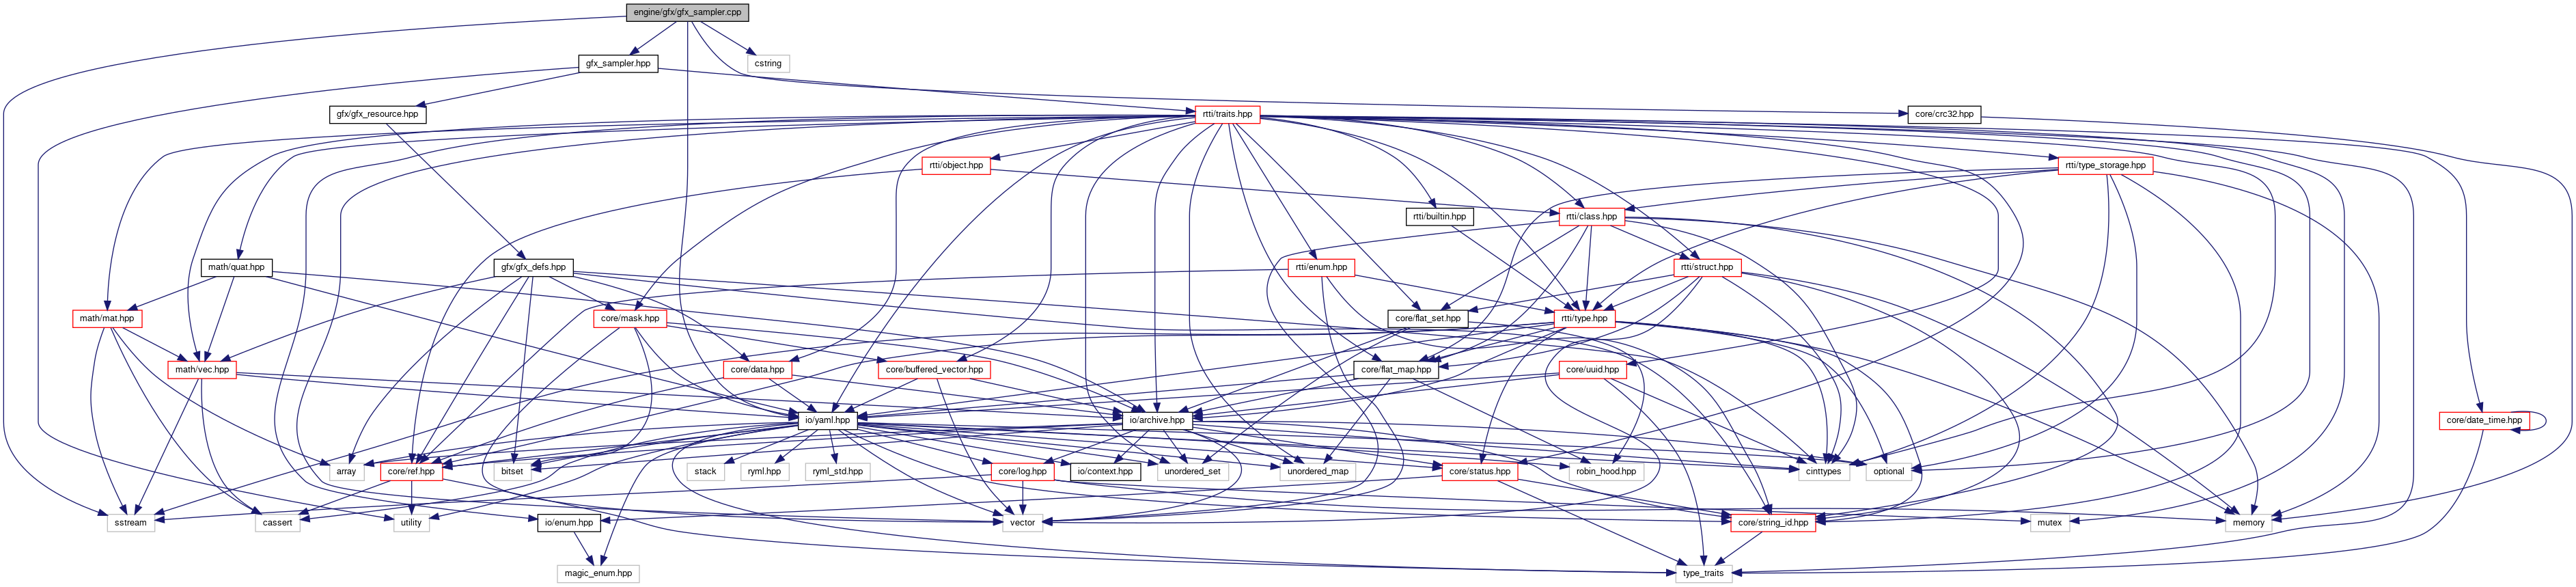 engine/gfx/gfx_sampler.cpp
gfx_sampler.hpp
cstring
gfx/gfx_resource.hpp
rtti/traits.hpp
core/crc32.hpp
rtti/object.hpp
rtti/type_storage.hpp
rtti/builtin.hpp
rtti/class.hpp
math/quat.hpp
gfx/gfx_defs.hpp
rtti/enum.hpp
rtti/struct.hpp
math/mat.hpp
core/mask.hpp
core/flat_set.hpp
rtti/type.hpp
math/vec.hpp
core/data.hpp
core/buffered_vector.hpp
core/flat_map.hpp
core/uuid.hpp
io/yaml.hpp
io/archive.hpp
core/date_time.hpp
array
core/ref.hpp
bitset
stack
ryml.hpp
ryml_std.hpp
core/log.hpp
io/context.hpp
unordered_set
core/status.hpp
unordered_map
robin_hood.hpp
cinttypes
optional
sstream
cassert
utility
io/enum.hpp
vector
core/string_id.hpp
mutex
memory
magic_enum.hpp
type_traits